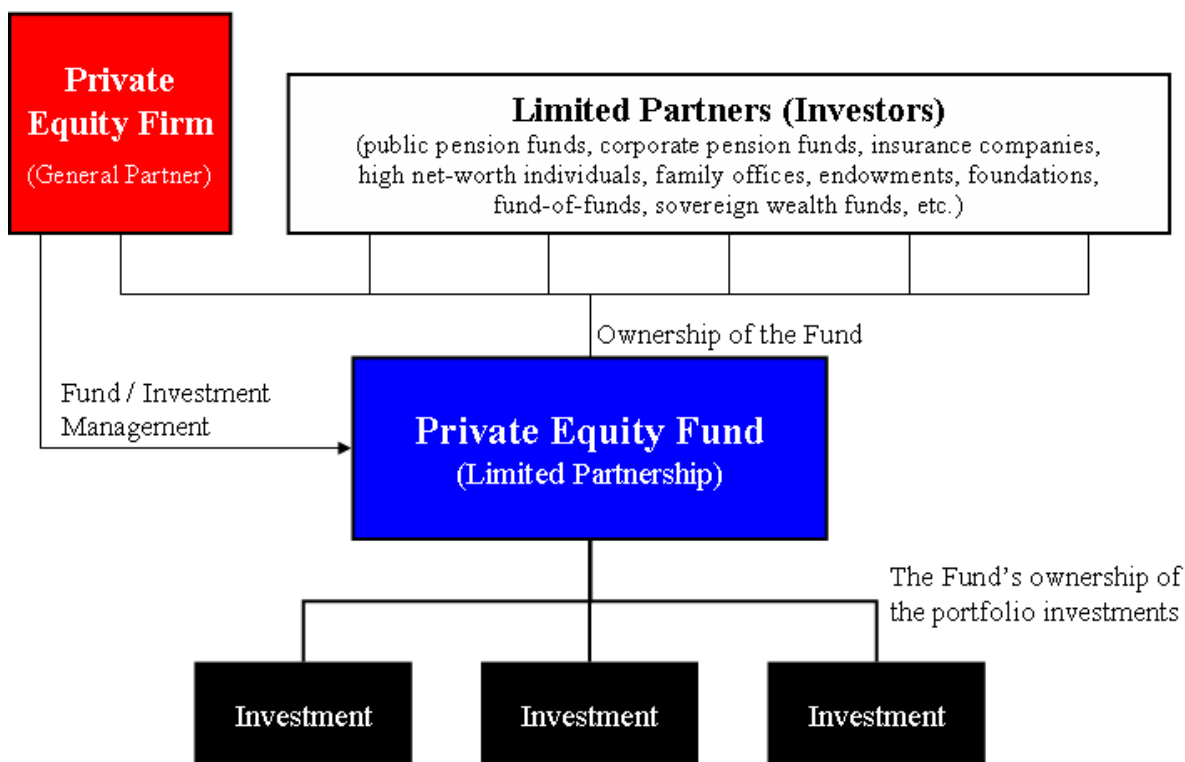 Private
Equity Firm
(General Partner)
Limited Partners (Investors)
(public pension funds, corporate pension funds, insurance companies,
high net-worth individuals, family offices, endowments, foundations,
fund-of-funds, sovereign wealth funds, etc.)
Ownership of the Fund
Fund / Investment
Management
Private Equity Fund
(Limited Partnership)
The Fund's ownership of
the portfolio investments
Investment
Investment
Investment